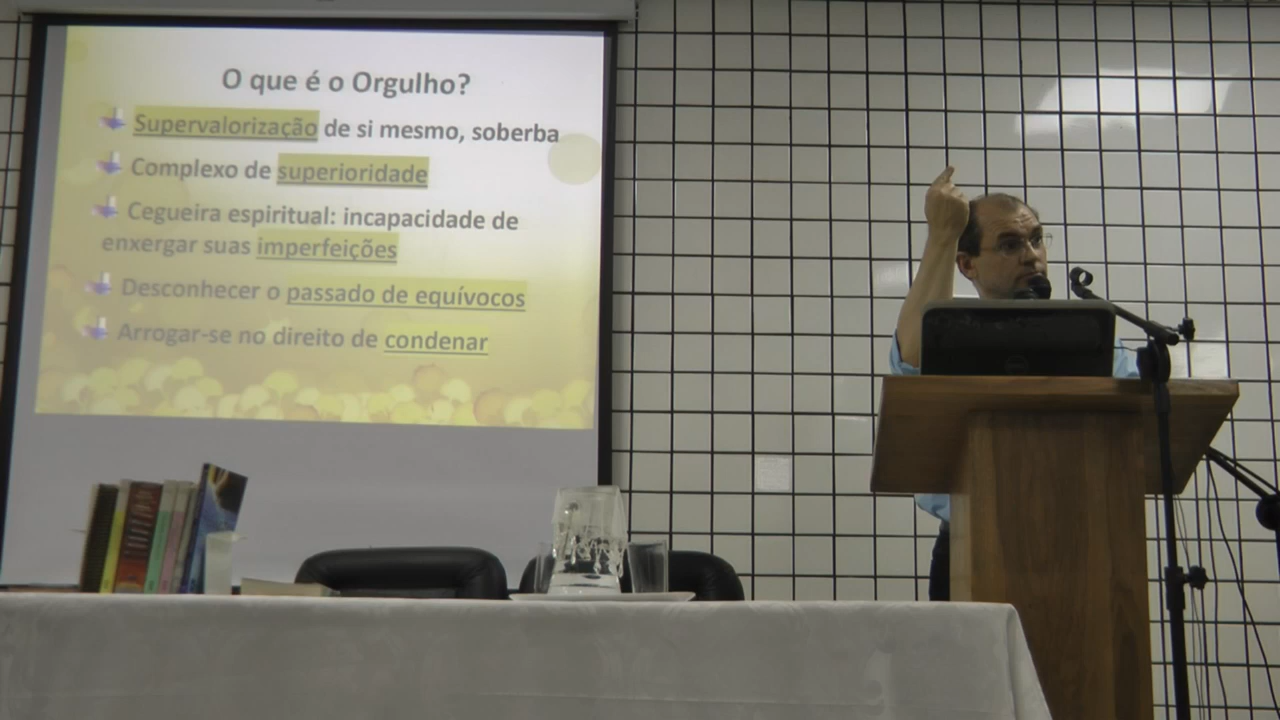 O que é o Orgulho?
Supervalorização de si mesmo, soberba
Complexo de superioridade
Cegueira espiritual: incapacidade de
enxergar suas imperfeições
Desconhecer o passado de equívocos
Arrogar-se no direito de condenar